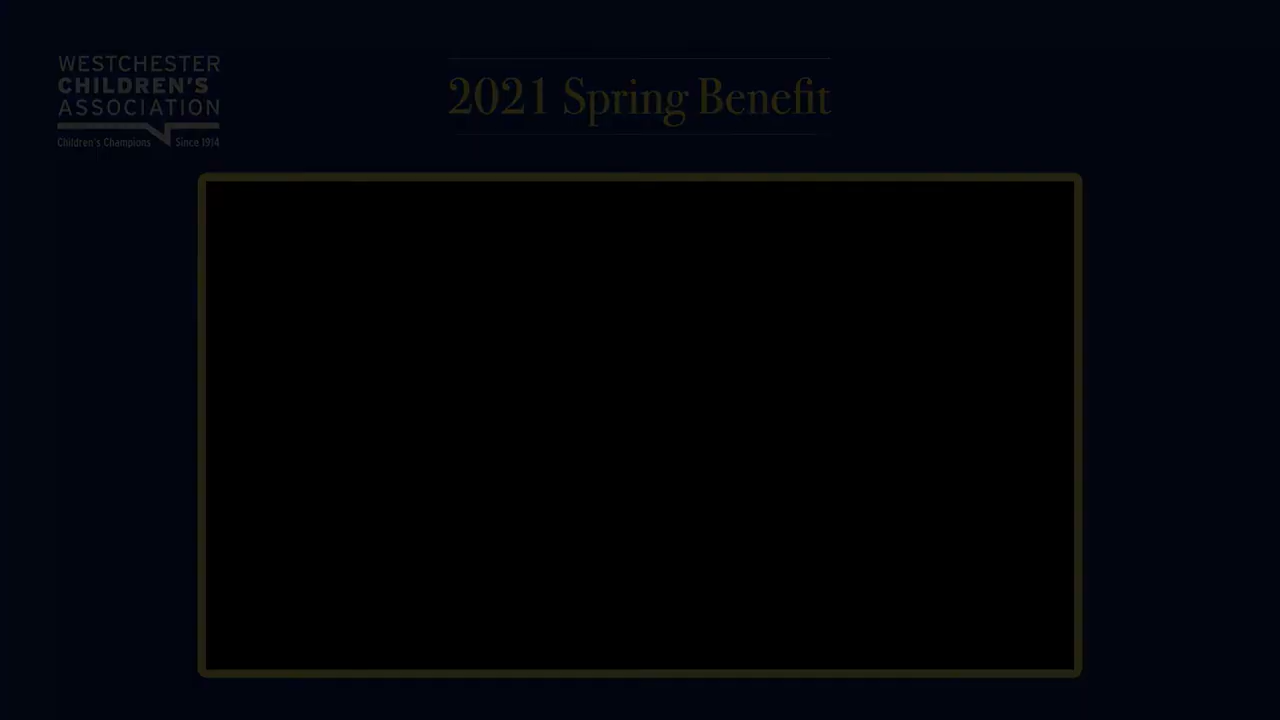 WESTCHESTER
CHILDREN'S
ASSOCIATION
Children's Champions Since 1914
2021 Spring Benefit